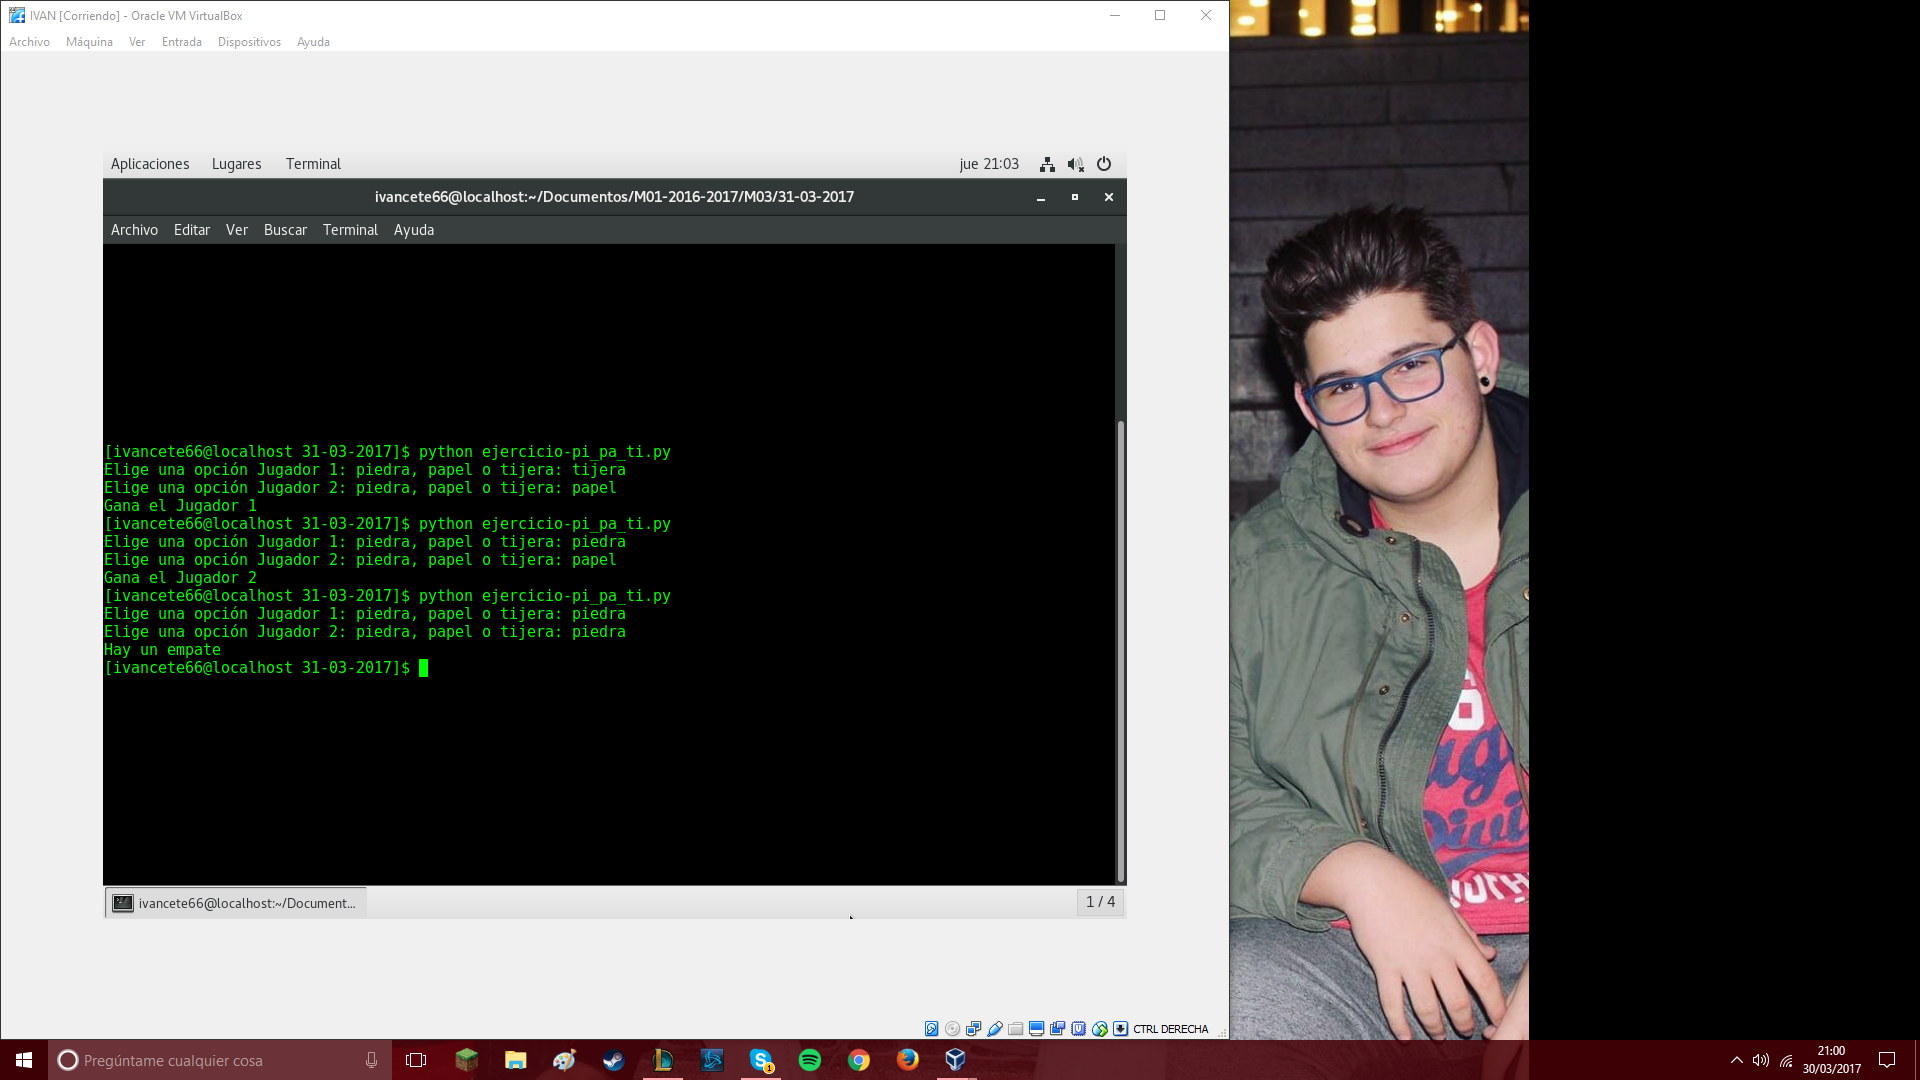 IVAN [Corriendo] - Oracle VM VirtualBox
Archivo Máquina Ver Entrada Dispositivos Ayuda
Aplicaciones Lugares Terminal jue 21:03
ivancete66@localhost:~/Documentos/M01-2016-2017/M03/31-03-2017
Archivo Editar Ver Buscar Terminal Ayuda
[ivancete66@localhost 31-03-2017]$ python ejercicio-pi_pa_ti.py
Elige una opción Jugador 1: piedra, papel o tijera: tijera
Elige una opción Jugador 2: piedra, papel o tijera: papel
Gana el Jugador 1
[ivancete66@localhost 31-03-2017]$ python ejercicio-pi_pa_ti.py
Elige una opción Jugador 1: piedra, papel o tijera: piedra
Elige una opción Jugador 2: piedra, papel o tijera: papel
Gana el Jugador 2
[ivancete66@localhost 31-03-2017]$ python ejercicio-pi_pa_ti.py
Elige una opción Jugador 1: piedra, papel o tijera: piedra
Elige una opción Jugador 2: piedra, papel o tijera: piedra
Hay un empate
[ivancete66@localhost 31-03-2017]$
ivancete66@localhost:~/Document...
1 / 4
CTRL DERECHA
Pregúntame cualquier cosa
1
21:00
30/03/2017